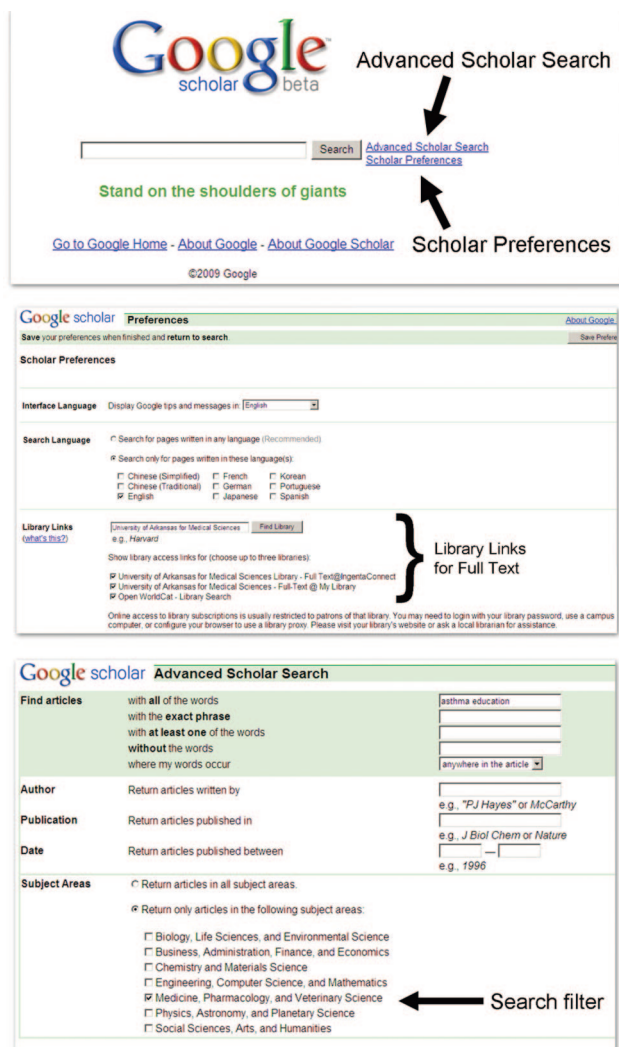 Google™
scholar beta
Advanced Scholar Search
Search
Advanced Scholar Search
Scholar Preferences
Stand on the shoulders of giants
Go to Google Home - About Google - About Google Scholar
Scholar Preferences
©2009 Google
Google scholar Preferences About Google
Save your preferences when finished and return to search Save Prefere
Scholar Preferences
Interface Language Display Google tips and messages in: English
Search Language Search for pages written in any language (Recommended)
Search only for pages written in these language(s):
Chinese (Simplified) French Korean
Chinese (Traditional) German Portuguese
English Japanese Spanish
Library Links University of Arkansas for Medical Sciences Find Library
(what's this?) e.g., Harvard
Library Links
for Full Text
Show library access links for (choose up to three libraries):
University of Arkansas for Medical Sciences Library - Full Text@IngentaConnect
University of Arkansas for Medical Sciences - Full-Text @ My Library
Open WorldCat - Library Search
Online access to library subscriptions is usually restricted to patrons of that library. You may need to login with your library password, use a campus
computer, or configure your browser to use a library proxy. Please visit your library's website or ask a local librarian for assistance.
Google scholar Advanced Scholar Search
Find articles with all of the words asthma education
with the exact phrase
with at least one of the words
without the words
where my words occur anywhere in the article
Author Return articles written by
e.g., "PJ Hayes" or McCarthy
Publication Return articles published in
e.g., J Biol Chem or Nature
Date Return articles published between —
e.g., 1996
Subject Areas Return articles in all subject areas.
Return only articles in the following subject areas:
Biology, Life Sciences, and Environmental Science
Business, Administration, Finance, and Economics
Chemistry and Materials Science
Engineering, Computer Science, and Mathematics
Medicine, Pharmacology, and Veterinary Science
Search filter
Physics, Astronomy, and Planetary Science
Social Sciences, Arts, and Humanities